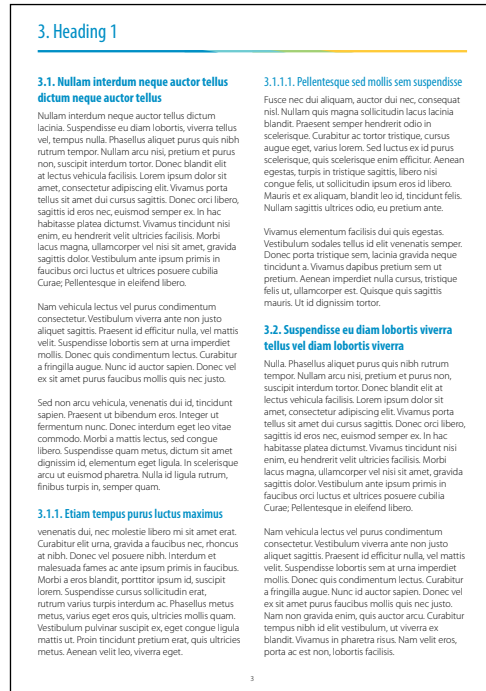 3. Heading 1
3.1. Nullam interdum neque auctor tellus
dictum neque auctor tellus
Nullam interdum neque auctor tellus dictum
lacinia. Suspendisse eu diam lobortis, viverra tellus
vel, tempus nulla. Phasellus aliquet purus quis nibh
rutrum tempor. Nullam arcu nisi, pretium et purus
non, suscipit interdum tortor. Donec blandit elit
at lectus vehicula facilisis. Lorem ipsum dolor sit
amet, consectetur adipiscing elit. Vivamus porta
tellus sit amet dui cursus sagittis. Donec orci libero,
sagittis id eros nec, euismod semper ex. In hac
habitasse platea dictumst. Vivamus tincidunt nisi
enim, eu hendrerit velit ultricies facilisis. Morbi
lacus magna, ullamcorper vel nisi sit amet, gravida
sagittis dolor. Vestibulum ante ipsum primis in
faucibus orci luctus et ultrices posuere cubilia
Curae; Pellentesque in eleifend libero.
Nam vehicula lectus vel purus condimentum
consectetur. Vestibulum viverra ante non justo
aliquet sagittis. Praesent id efficitur nulla, vel mattis
velit. Suspendisse lobortis sem at urna imperdiet
mollis. Donec quis condimentum lectus. Curabitur
a fringilla augue. Nunc id auctor sapien. Donec vel
ex sit amet purus faucibus mollis quis nec justo.
Sed non arcu vehicula, venenatis dui id, tincidunt
sapien. Praesent ut bibendum eros. Integer ut
fermentum nunc. Donec interdum eget leo vitae
commodo. Morbi a mattis lectus, sed congue
libero. Suspendisse quam metus, dictum sit amet
dignissim id, elementum eget ligula. In scelerisque
arcu ut euismod pharetra. Nulla id ligula rutrum,
finibus turpis in, semper quam.
3.1.1. Etiam tempus purus luctus maximus
venenatis dui, nec molestie libero mi sit amet erat.
Curabitur elit urna, gravida a faucibus nec, rhoncus
at nibh. Donec vel posuere nibh. Interdum et
malesuada fames ac ante ipsum primis in faucibus.
Morbi a eros blandit, porttitor ipsum id, suscipit
lorem. Suspendisse cursus sollicitudin erat,
rutrum varius turpis interdum ac. Phasellus metus
metus, varius eget eros quis, ultricies mollis quam.
Vestibulum pulvinar suscipit ex, eget congue ligula
mattis ut. Proin tincidunt pretium erat, quis ultricies
metus. Aenean velit leo, viverra eget.
3.1.1.1. Pellentesque sed mollis sem suspendisse
Fusce nec dui aliquam, auctor dui nec, consequat
nisl. Nullam quis magna sollicitudin lacus lacinia
blandit. Praesent semper hendrerit odio in
scelerisque. Curabitur ac tortor tristique, cursus
augue eget, varius lorem. Sed luctus ex id purus
scelerisque, quis scelerisque enim efficitur. Aenean
egestas, turpis in tristique sagittis, libero nisi
congue felis, ut sollicitudin ipsum eros id libero.
Mauris et ex aliquam, blandit leo id, tincidunt felis.
Nullam sagittis ultrices odio, eu pretium ante.
Vivamus elementum facilisis dui quis egestas.
Vestibulum sodales tellus id elit venenatis semper.
Donec porta tristique sem, lacinia gravida neque
tincidunt a. Vivamus dapibus pretium sem ut
pretium. Aenean imperdiet nulla cursus, tristique
felis ut, ullamcorper est. Quisque quis sagittis
mauris. Ut id dignissim tortor.
3.2. Suspendisse eu diam lobortis viverra
tellus vel diam lobortis viverra
Nulla. Phasellus aliquet purus quis nibh rutrum
tempor. Nullam arcu nisi, pretium et purus non,
suscipit interdum tortor. Donec blandit elit at
lectus vehicula facilisis. Lorem ipsum dolor sit
amet, consectetur adipiscing elit. Vivamus porta
tellus sit amet dui cursus sagittis. Donec orci libero,
sagittis id eros nec, euismod semper ex. In hac
habitasse platea dictumst. Vivamus tincidunt nisi
enim, eu hendrerit velit ultricies facilisis. Morbi
lacus magna, ullamcorper vel nisi sit amet, gravida
sagittis dolor. Vestibulum ante ipsum primis in
faucibus orci luctus et ultrices posuere cubilia
Curae; Pellentesque in eleifend libero.
Nam vehicula lectus vel purus condimentum
consectetur. Vestibulum viverra ante non justo
aliquet sagittis. Praesent id efficitur nulla, vel mattis
velit. Suspendisse lobortis sem at urna imperdiet
mollis. Donec quis condimentum lectus. Curabitur
a fringilla augue. Nunc id auctor sapien. Donec vel
ex sit amet purus faucibus mollis quis nec justo.
Nam non gravida enim, quis auctor arcu. Curabitur
tempus nibh id elit vestibulum, ut viverra ex
blandit. Vivamus in pharetra risus. Nam velit eros,
porta ac est non, lobortis facilisis.
3